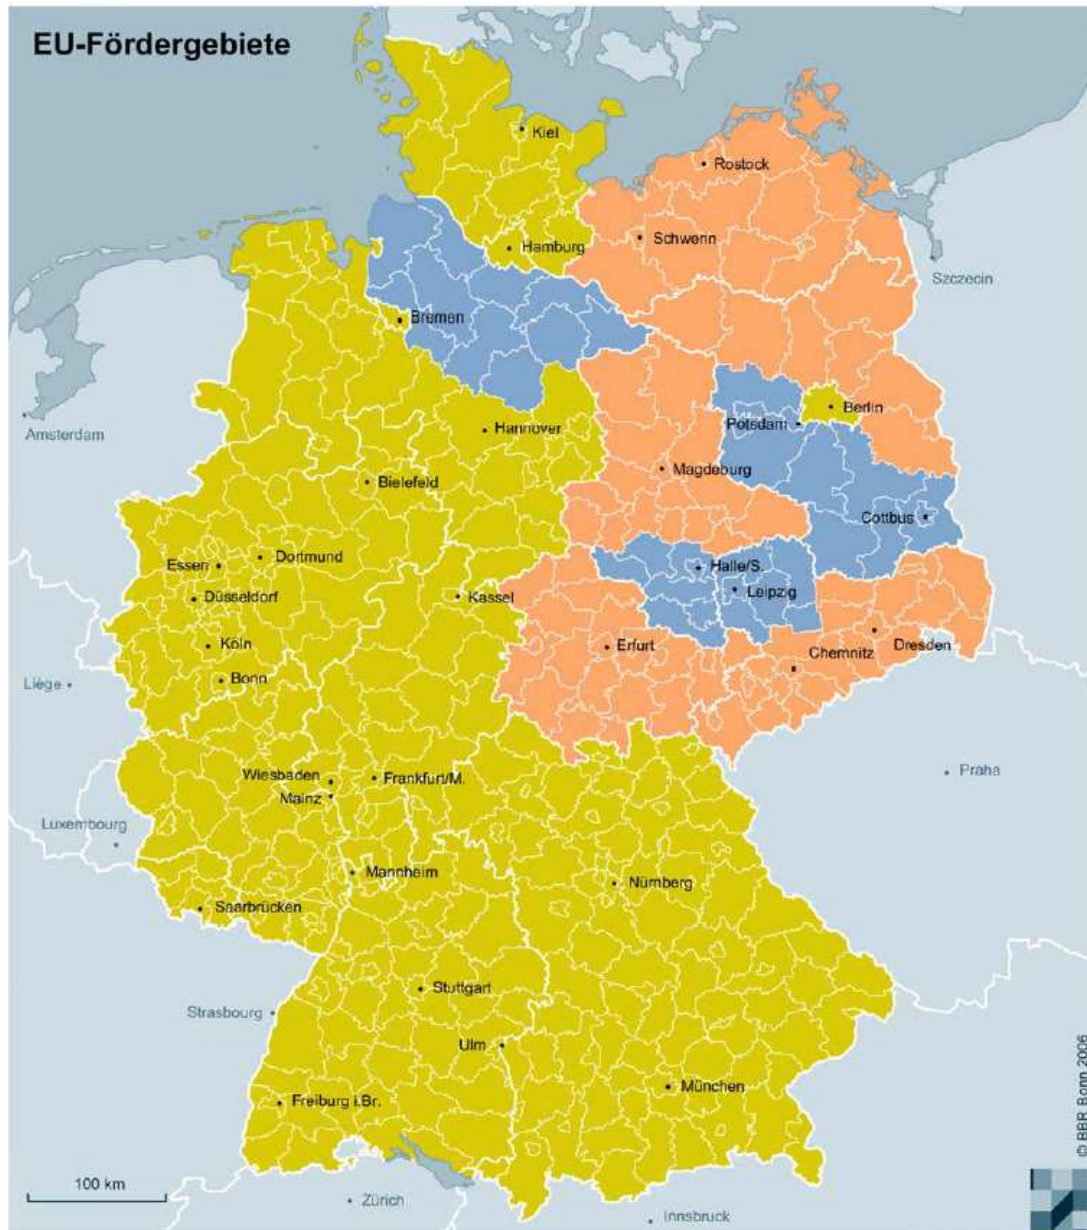 EU-Fördergebiete
Kiel
Rostock
Hamburg
Schwerin
Szczecin
Bremen
Berlin
Amsterdam
Hannover
Potsdam
Bielefeld
Magdeburg
Cottbus
Dortmund
Essen
Halle/S.
Düsseldorf
Kassel
Leipzig
Köln
Erfurt
Dresden
Chemnitz
Bonn
Liège
Wiesbaden
Frankfurt/M.
Praha
Mainz
Luxembourg
Mannheim
Nürnberg
Saarbrücken
Stuttgart
Strasbourg
Ulm
München
Freiburg i.Br.
© BBR Bonn 2006
100 km
Zürich
Innsbruck